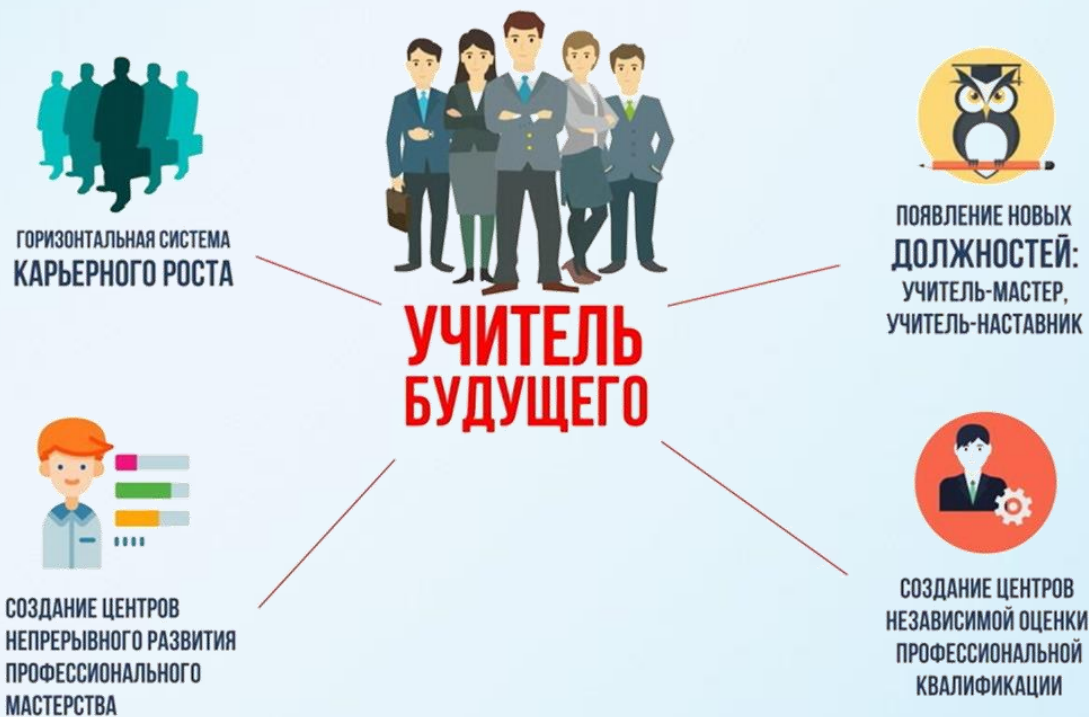 ГОРИЗОНТАЛЬНАЯ СИСТЕМА
КАРЬЕРНОГО РОСТА
УЧИТЕЛЬ
БУДУЩЕГО
ПОЯВЛЕНИЕ НОВЫХ
ДОЛЖНОСТЕЙ:
УЧИТЕЛЬ-МАСТЕР,
УЧИТЕЛЬ-НАСТАВНИК
СОЗДАНИЕ ЦЕНТРОВ
НЕПРЕРЫВНОГО РАЗВИТИЯ
ПРОФЕССИОНАЛЬНОГО
МАСТЕРСТВА
СОЗДАНИЕ ЦЕНТРОВ
НЕЗАВИСИМОЙ ОЦЕНКИ
ПРОФЕССИОНАЛЬНОЙ
КВАЛИФИКАЦИИ